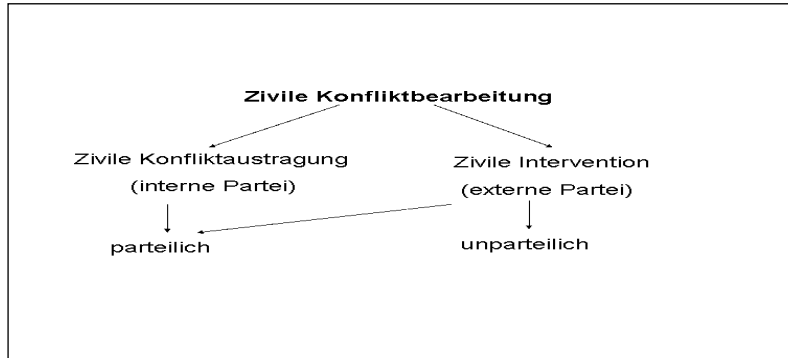 Zivile Konfliktbearbeitung
Zivile Konfliktaustragung
(interne Partei)
Zivile Intervention
(externe Partei)
parteilich
unparteilich